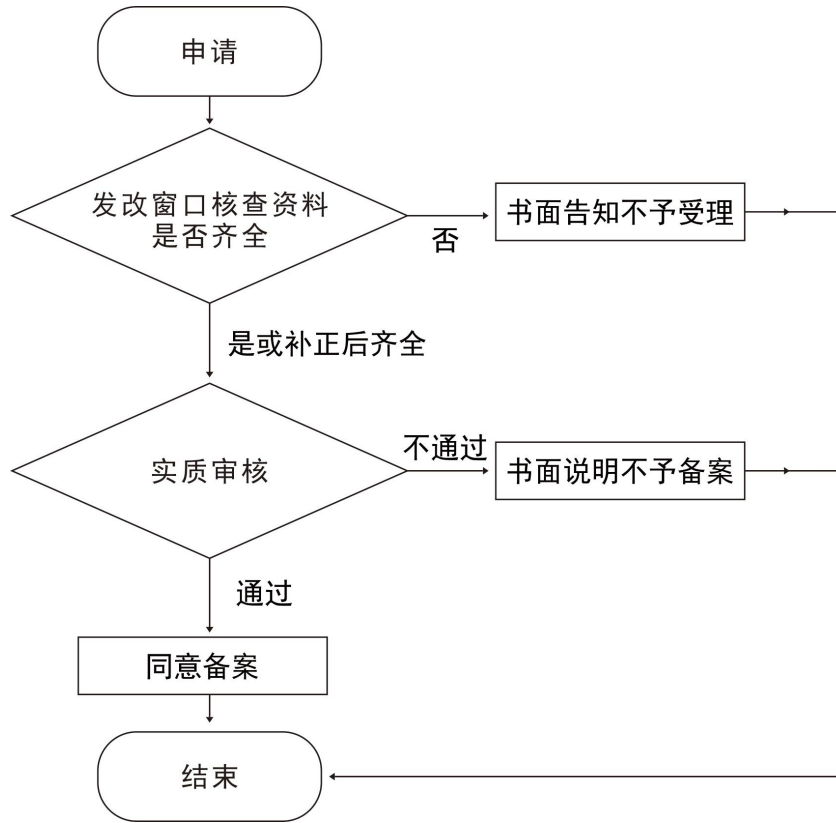 申请
发改窗口核查资料
是否齐全
否
书面告知不予受理
是或补正后齐全
实质审核
不通过
书面说明不予备案
通过
同意备案
结束